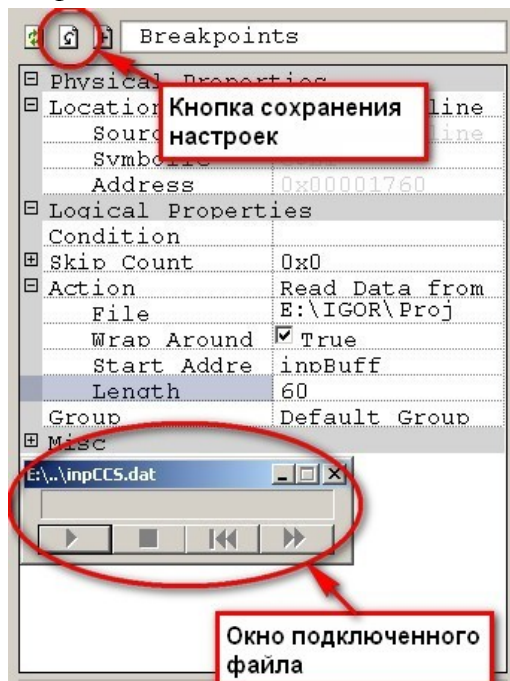 Breakpoints
Physical Properties
Location line
Кнопка сохранения
настроек
Sour line
Symbolic
Address 0x00001760
Logical Properties
Condition
Skip Count 0x0
Action Read Data from
File E:\IGOR\Proj
Wrap Around True
Start Addre inpBuff
Length 60
Group Default Group
Misc
E:\..\inpCCS.dat
Окно подключенного
файла